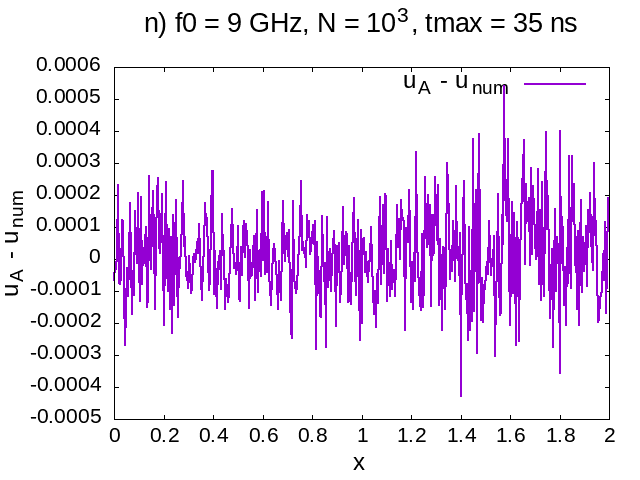 n) f0 = 9 GHz, N = 10³, tmax = 35 ns
u_A - u_num
0.0006
0.0005
0.0004
0.0003
0.0002
0.0001
0
-0.0001
-0.0002
-0.0003
-0.0004
-0.0005
u_A - u_num
0 0.2 0.4 0.6 0.8 1 1.2 1.4 1.6 1.8 2
x